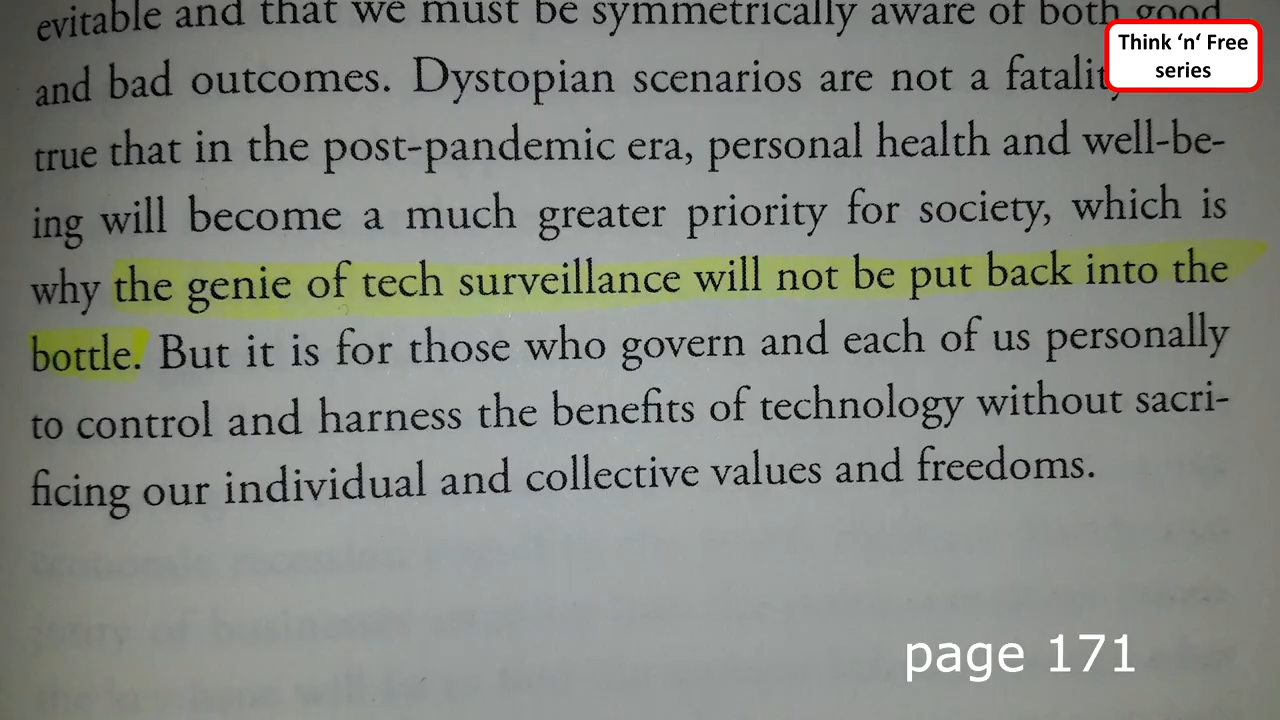 evitable and that we must be symmetrically aware of both good
Think ‘n‘ Free
series
and bad outcomes. Dystopian scenarios are not a fatality
true that in the post-pandemic era, personal health and well-be-
ing will become a much greater priority for society, which is
why the genie of tech surveillance will not be put back into the
bottle. But it is for those who govern and each of us personally
to control and harness the benefits of technology without sacri-
ficing our individual and collective values and freedoms.
page 171